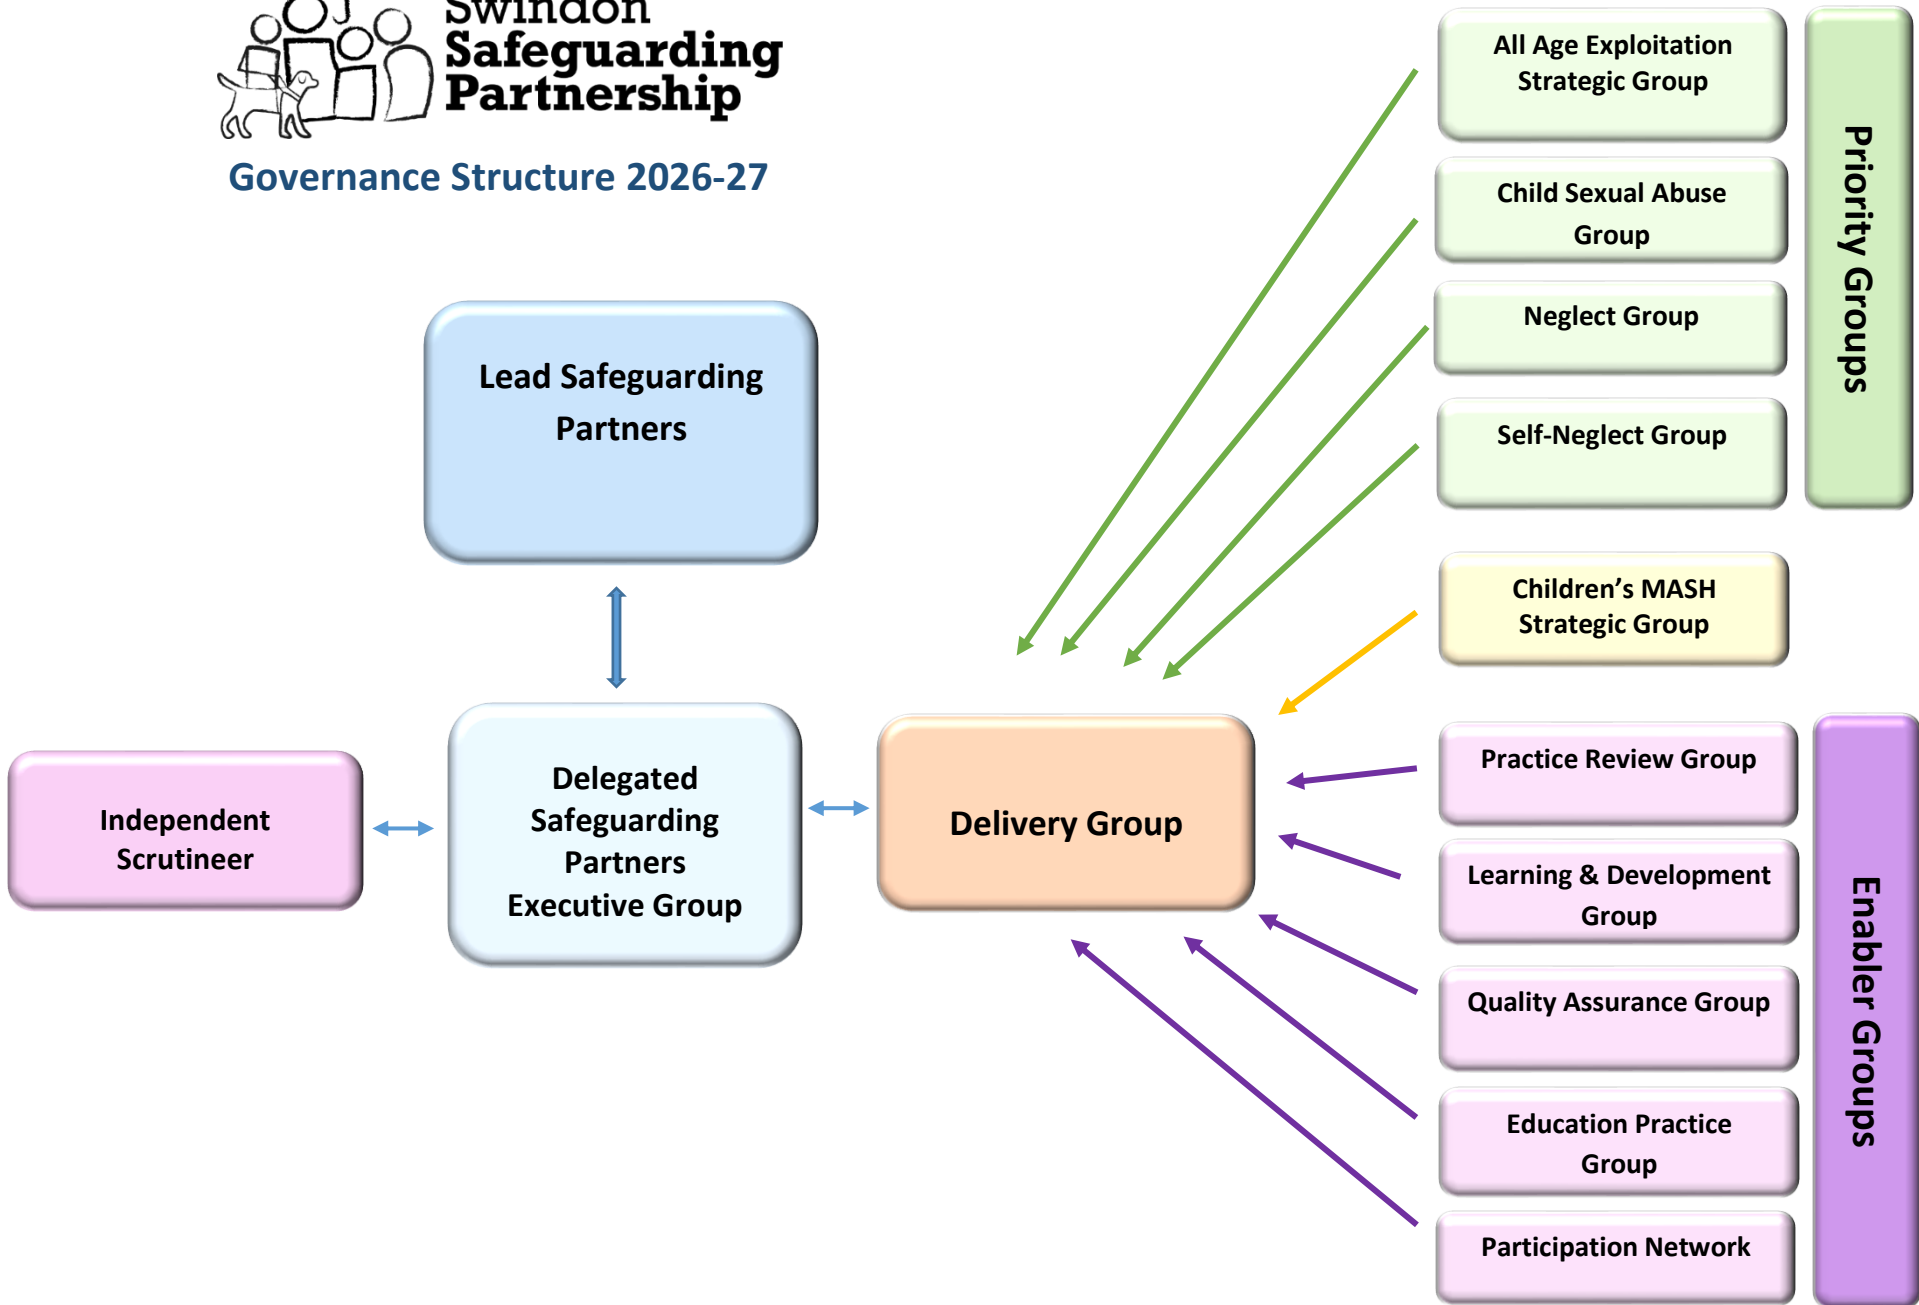 Swindon
Safeguarding
Partnership
Governance Structure 2026-27
Lead Safeguarding
Partners
Independent
Scrutineer
Delegated
Safeguarding
Partners
Executive Group
Delivery Group
All Age Exploitation
Strategic Group
Child Sexual Abuse
Group
Neglect Group
Self-Neglect Group
Priority Groups
Children’s MASH
Strategic Group
Practice Review Group
Learning & Development
Group
Quality Assurance Group
Education Practice
Group
Participation Network
Enabler Groups